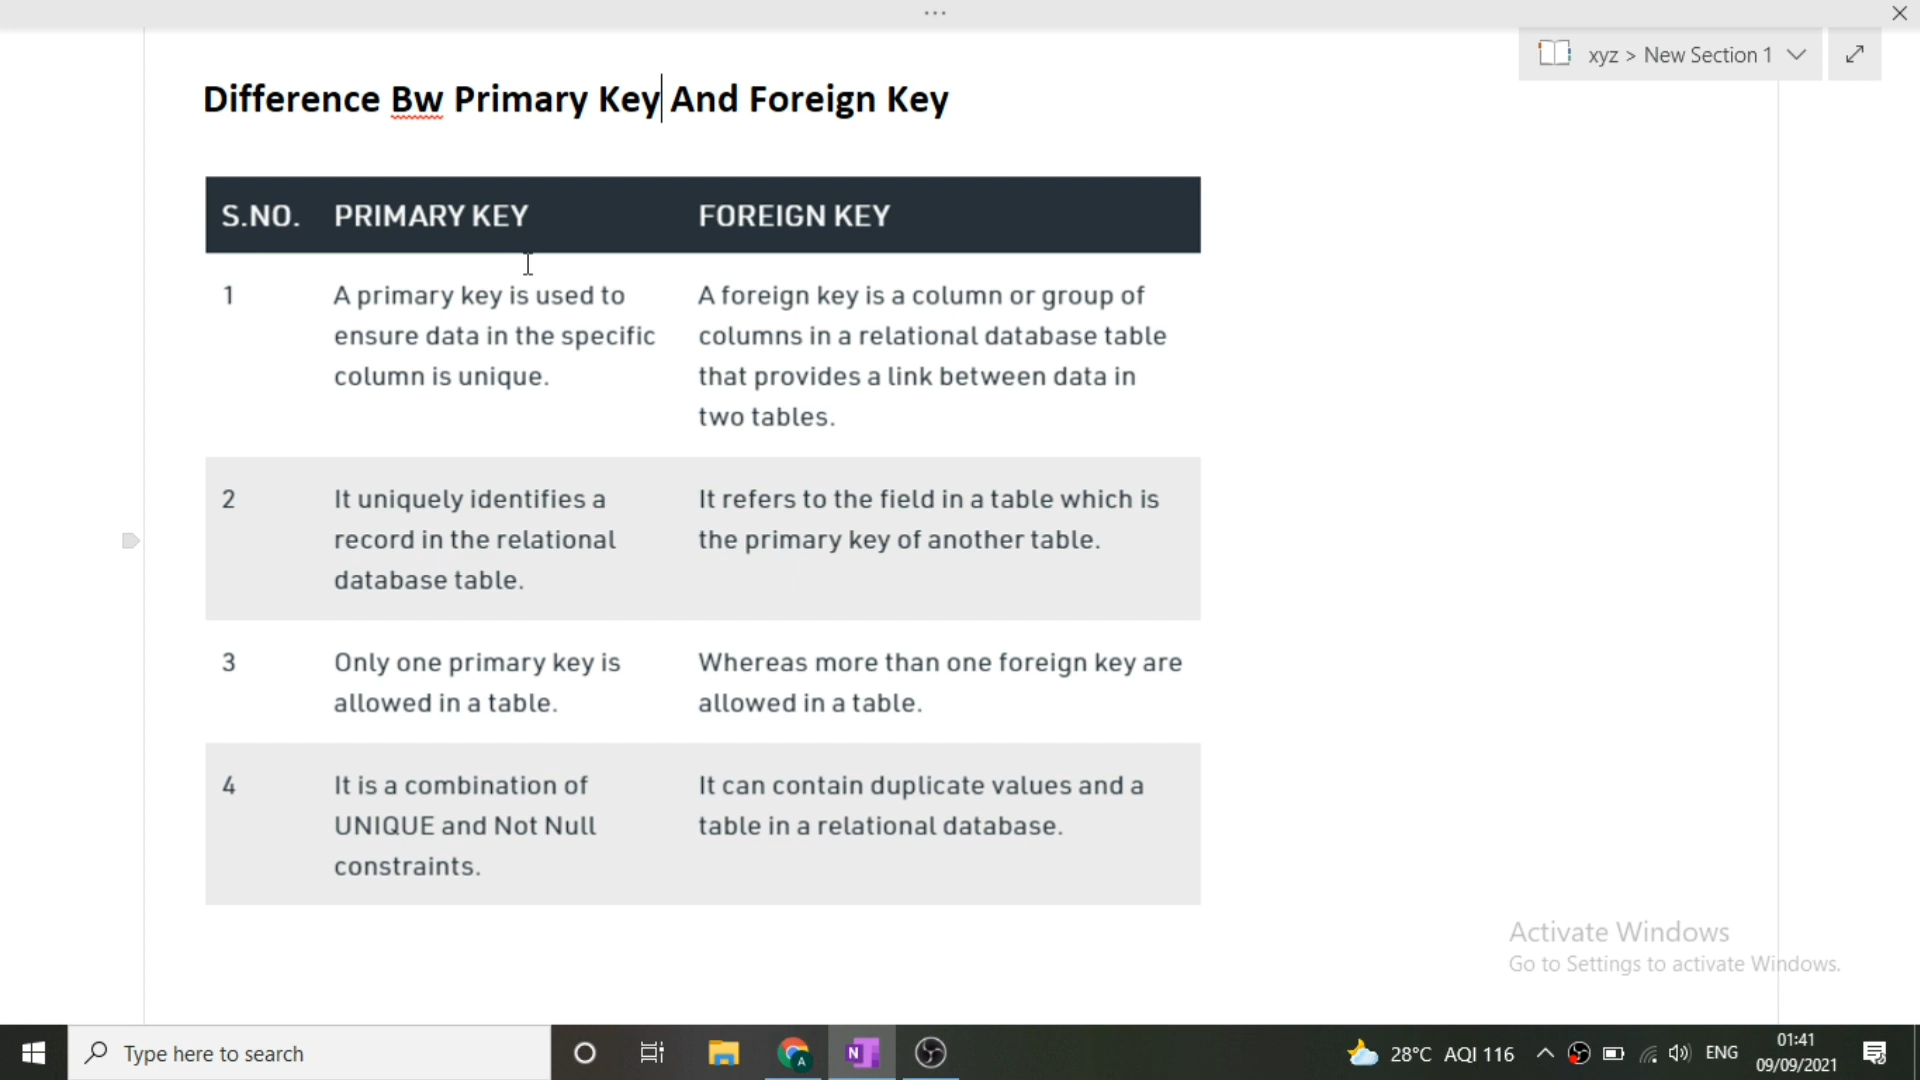 ...
xyz > New Section 1
Difference Bw Primary Key And Foreign Key
S.NO. PRIMARY KEY FOREIGN KEY
1 A primary key is used to A foreign key is a column or group of
ensure data in the specific columns in a relational database table
column is unique. that provides a link between data in
two tables.
2 It uniquely identifies a It refers to the field in a table which is
record in the relational the primary key of another table.
database table.
3 Only one primary key is Whereas more than one foreign key are
allowed in a table. allowed in a table.
4 It is a combination of It can contain duplicate values and a
UNIQUE and Not Null table in a relational database.
constraints.
Activate Windows
Go to Settings to activate Windows.
Type here to search
A
N
28°C AQI 116
ENG
01:41
09/09/2021